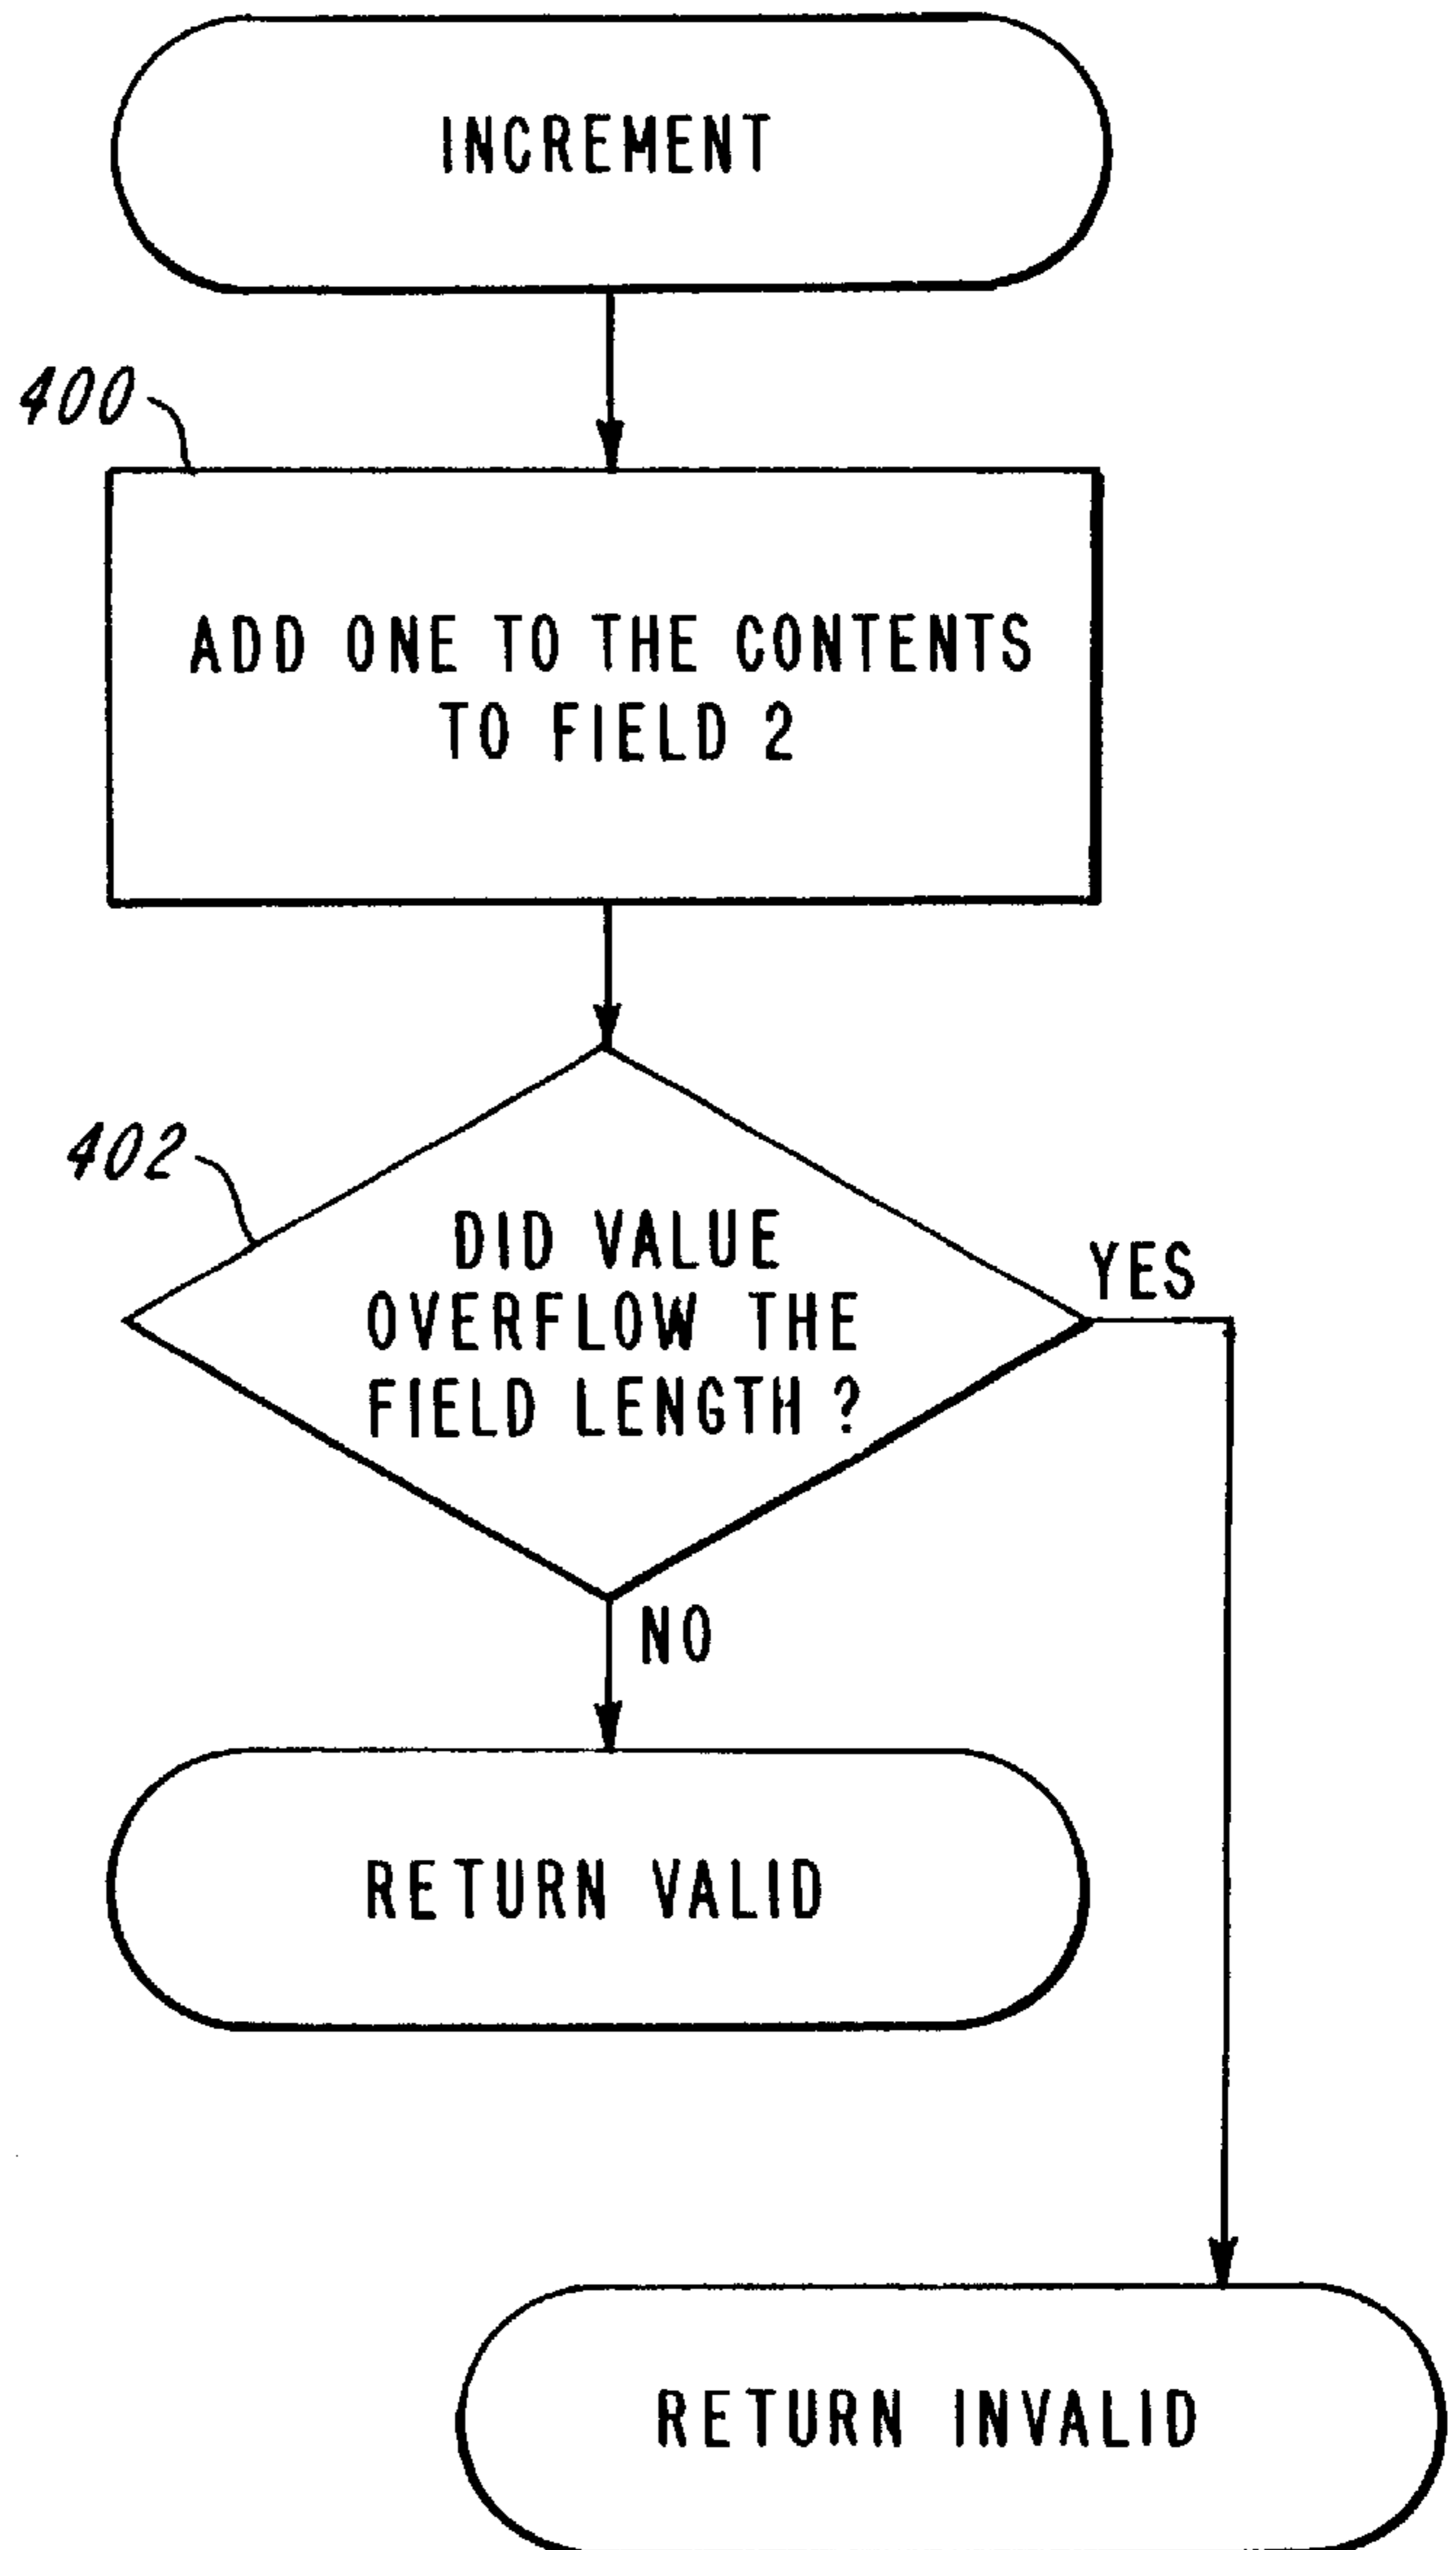 INCREMENT
400
ADD ONE TO THE CONTENTS
TO FIELD 2
402
DID VALUE
OVERFLOW THE
FIELD LENGTH ?
YES
NO
RETURN VALID
RETURN INVALID